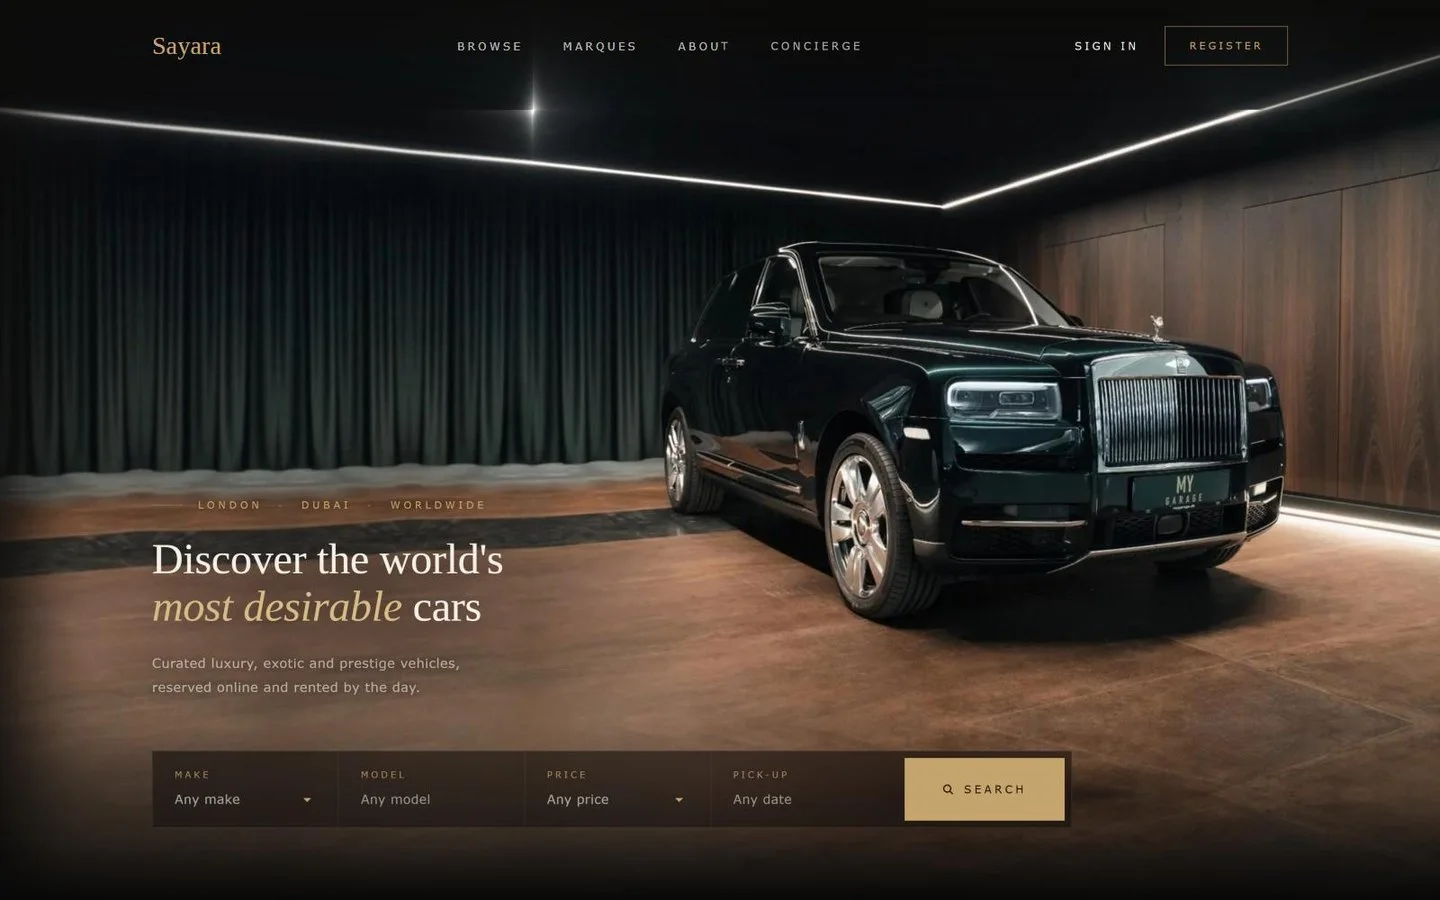 Sayara
BROWSE MARQUES ABOUT CONCIERGE
SIGN IN
REGISTER
MY
GARAGE
LONDON · DUBAI · WORLDWIDE
Discover the world's
most desirable cars
Curated luxury, exotic and prestige vehicles,
reserved online and rented by the day.
MAKE
Any make
MODEL
Any model
PRICE
Any price
PICK-UP
Any date
SEARCH